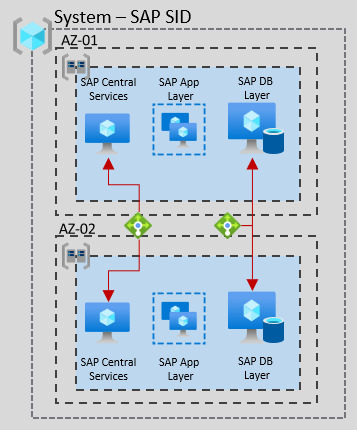 System – SAP SID
AZ-01
SAP Central
Services
SAP App
Layer
SAP DB
Layer
AZ-02
SAP Central
Services
SAP App
Layer
SAP DB
Layer